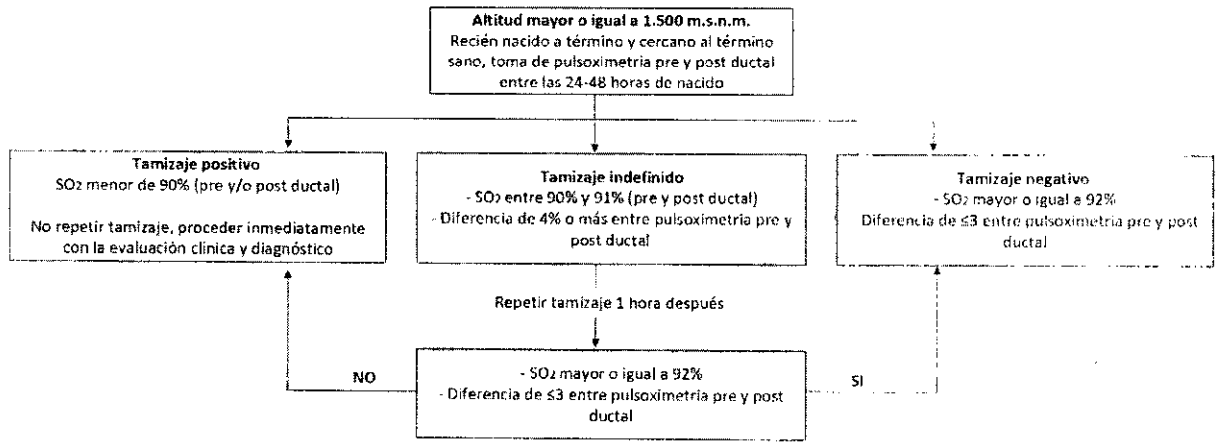 Altitud mayor o igual a 1.500 m.s.n.m.
Recién nacido a término y cercano al término
sano, toma de pulsoximetria pre y post ductal
entre las 24-48 horas de nacido
Tamizaje positivo
SO2 menor de 90% (pre y/o post ductal)
No repetir tamizaje, proceder inmediatamente
con la evaluación clinica y diagnóstico
Tamizaje indefinido
- SO2 entre 90% y 91% (pre y post ductal)
- Diferencia de 4% o más entre pulsoximetria pre y
post ductal
Tamizaje negativo
- SO2 mayor o igual a 92%
Diferencia de ≤3 entre pulsoximetria pre y post
ductal
Repetir tamizaje 1 hora después
NO
- SO2 mayor o igual a 92%
- Diferencia de ≤3 entre pulsoximetria pre y post
ductal
SI